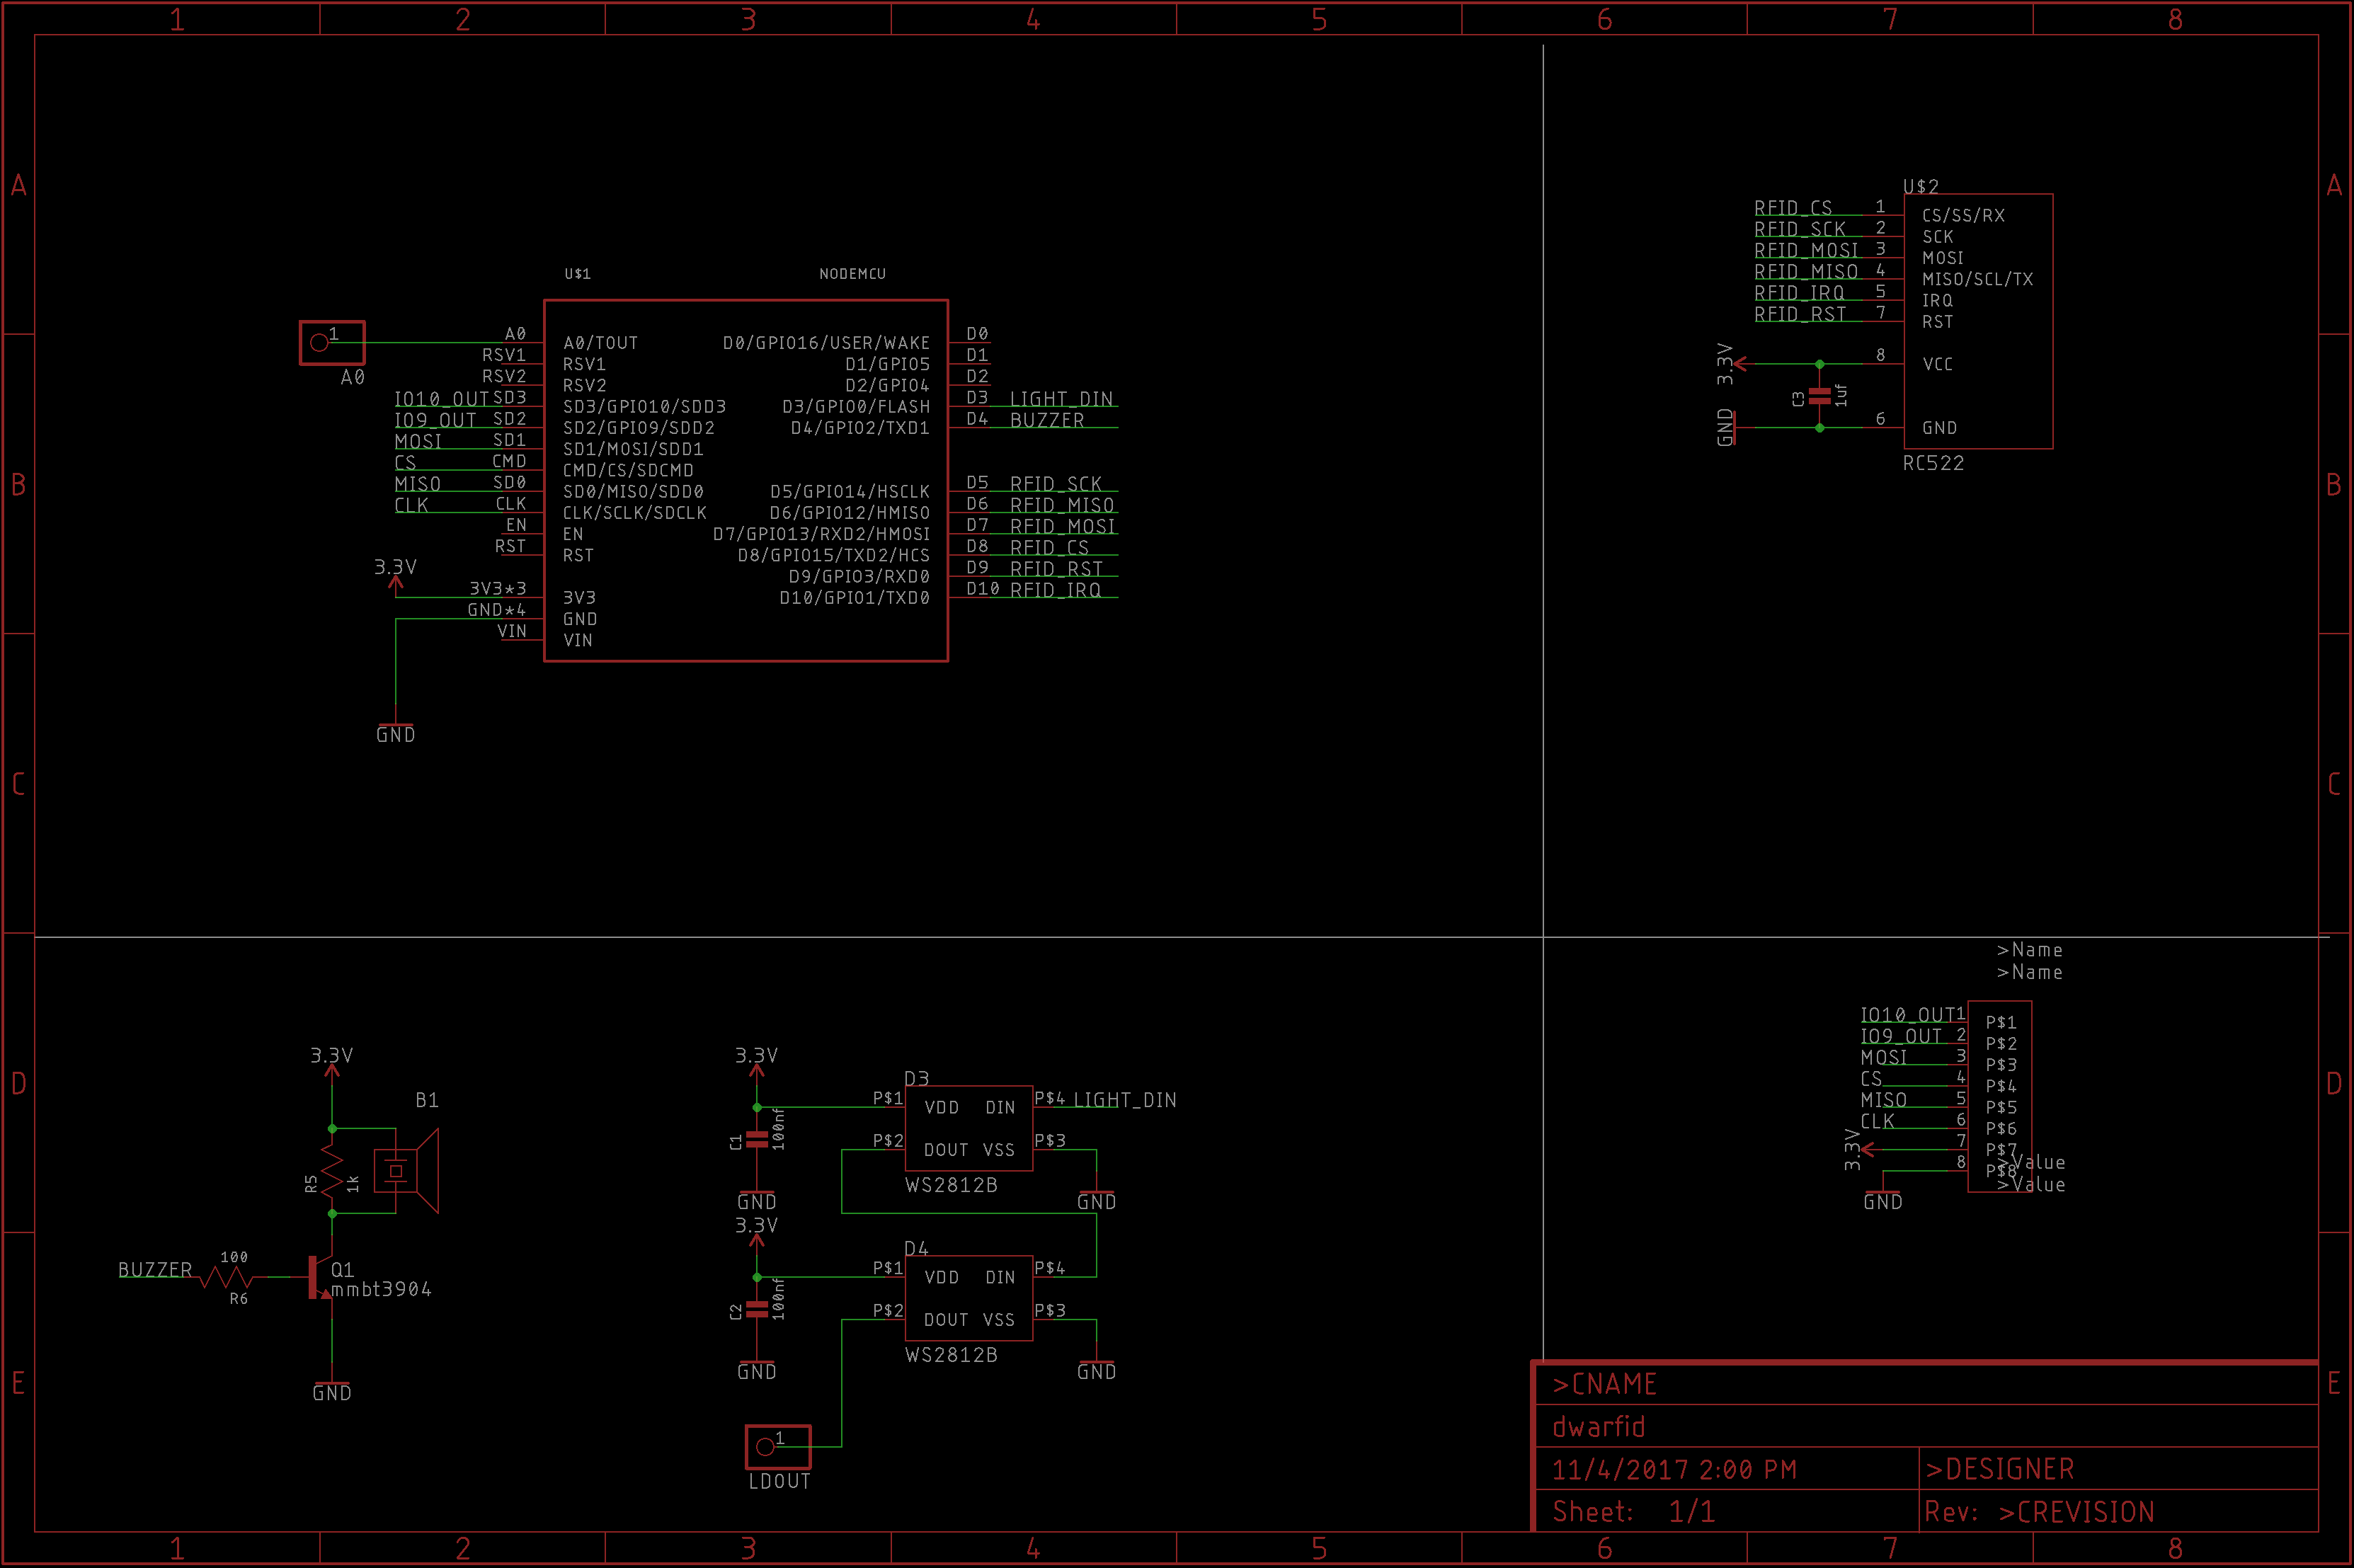 1 2 3 4 5 6 7 8
A
A
B
B
C
C
D
D
E
E
U$1 NODEMCU
1
A0
A0 A0/TOUT
RSV1 RSV1
RSV2 RSV2
IO10_OUT SD3 SD3/GPIO10/SDD3
IO9_OUT SD2 SD2/GPIO9/SDD2
MOSI SD1 SD1/MOSI/SDD1
CS CMD CMD/CS/SDCMD
MISO SD0 SD0/MISO/SDD0
CLK CLK CLK/SCLK/SDCLK
EN EN
RST RST
3.3V
3V3*3 3V3
GND*4 GND
VIN VIN
GND
D0/GPIO16/USER/WAKE D0
D1/GPIO5 D1
D2/GPIO4 D2
D3/GPIO0/FLASH D3 LIGHT_DIN
D4/GPIO2/TXD1 D4 BUZZER
D5/GPIO14/HSCLK D5 RFID_SCK
D6/GPIO12/HMISO D6 RFID_MISO
D7/GPIO13/RXD2/HMOSI D7 RFID_MOSI
D8/GPIO15/TXD2/HCS D8 RFID_CS
D9/GPIO3/RXD0 D9 RFID_RST
D10/GPIO1/TXD0 D10 RFID_IRQ
U$2
RFID_CS 1 CS/SS/RX
RFID_SCK 2 SCK
RFID_MOSI 3 MOSI
RFID_MISO 4 MISO/SCL/TX
RFID_IRQ 5 IRQ
RFID_RST 7 RST
3.3V 8 VCC
C3 1uf
GND 6 GND
RC522
3.3V
B1
R5 1k
BUZZER 100
R6
Q1
mmbt3904
GND
3.3V
C1 100nf
GND
D3
P$1 VDD DIN P$4 LIGHT_DIN
P$2 DOUT VSS P$3
WS2812B
GND
3.3V
C2 100nf
GND
D4
P$1 VDD DIN P$4
P$2 DOUT VSS P$3
WS2812B
GND
1
LDOUT
>Name
>Name
IO10_OUT 1 P$1
IO9_OUT 2 P$2
MOSI 3 P$3
CS 4 P$4
MISO 5 P$5
CLK 6 P$6
3.3V 7 P$7
>Value
8 P$8
>Value
GND
>CNAME
dwarfid
11/4/2017 2:00 PM >DESIGNER
Sheet: 1/1 Rev: >CREVISION
1 2 3 4 5 6 7 8